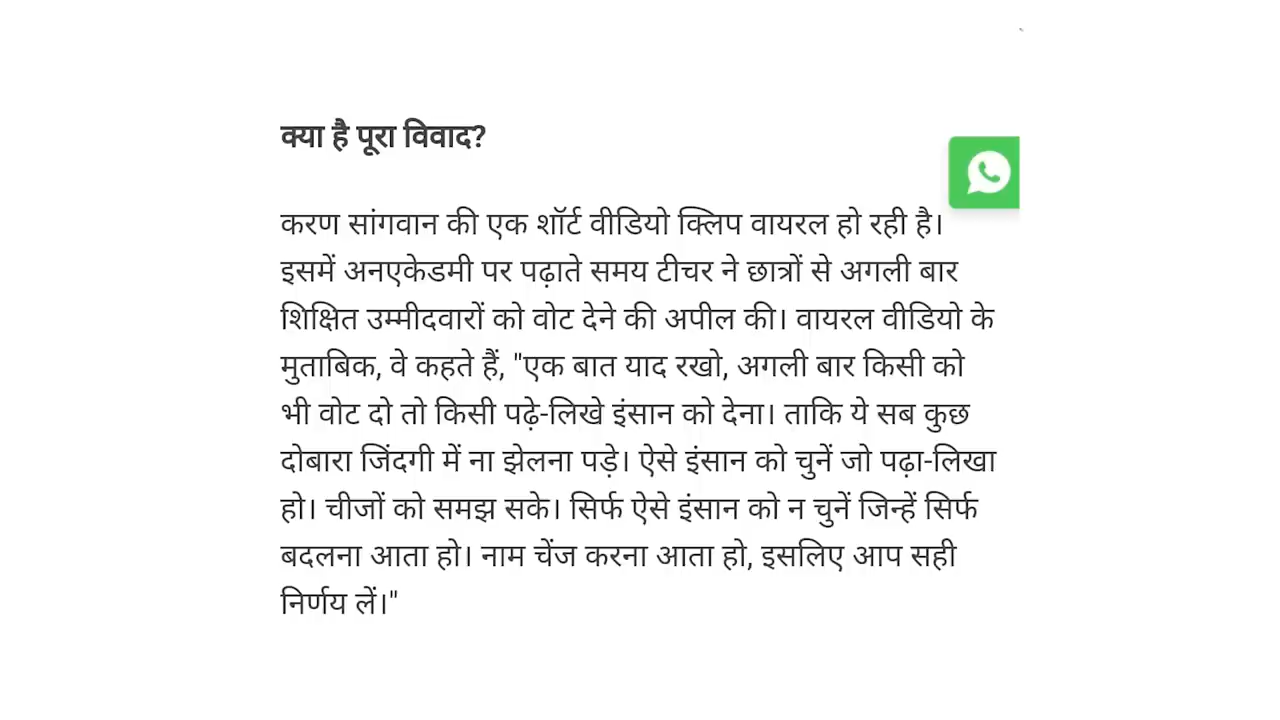 क्या है पूरा विवाद?
करण सांगवान की एक शॉर्ट वीडियो क्लिप वायरल हो रही है।
इसमें अनएकेडमी पर पढ़ाते समय टीचर ने छात्रों से अगली बार
शिक्षित उम्मीदवारों को वोट देने की अपील की। वायरल वीडियो के
मुताबिक, वे कहते हैं, "एक बात याद रखो, अगली बार किसी को
भी वोट दो तो किसी पढ़े-लिखे इंसान को देना। ताकि ये सब कुछ
दोबारा जिंदगी में ना झेलना पड़े। ऐसे इंसान को चुनें जो पढ़ा-लिखा
हो। चीजों को समझ सके। सिर्फ ऐसे इंसान को न चुनें जिन्हें सिर्फ
बदलना आता हो। नाम चेंज करना आता हो, इसलिए आप सही
निर्णय लें।"